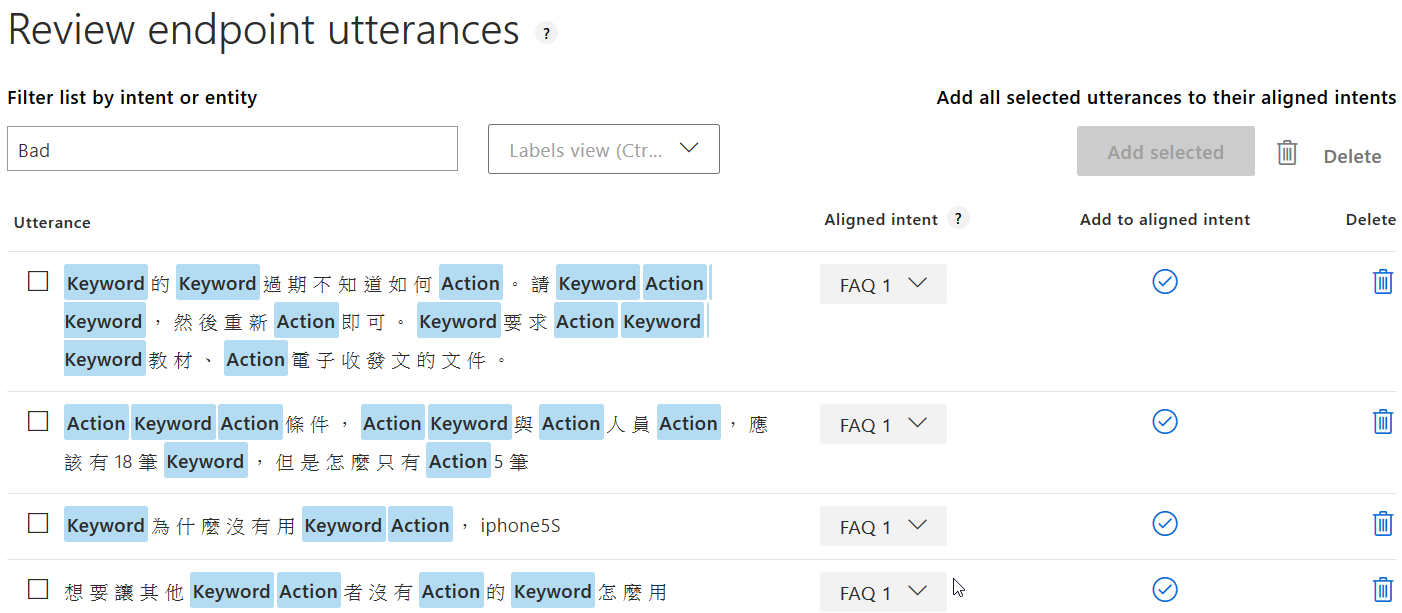 Review endpoint utterances ?
Filter list by intent or entity
Add all selected utterances to their aligned intents
Bad
Labels view (Ctr...
Add selected
Delete
Utterance
Aligned intent ?
Add to aligned intent
Delete
Keyword 的 Keyword 過期不知道如何 Action 。請 Keyword Action
Keyword ，然後重新 Action 即可。 Keyword 要求 Action Keyword
Keyword 教材、 Action 電子收發文的文件。
FAQ 1
Action Keyword Action 條件， Action Keyword 與 Action 人員 Action ，應
該有 18 筆 Keyword ，但是怎麼只有 Action 5 筆
FAQ 1
Keyword 為什麼沒有用 Keyword Action ， iphone5S
FAQ 1
想要讓其他 Keyword Action 者沒有 Action 的 Keyword 怎麼用
FAQ 1